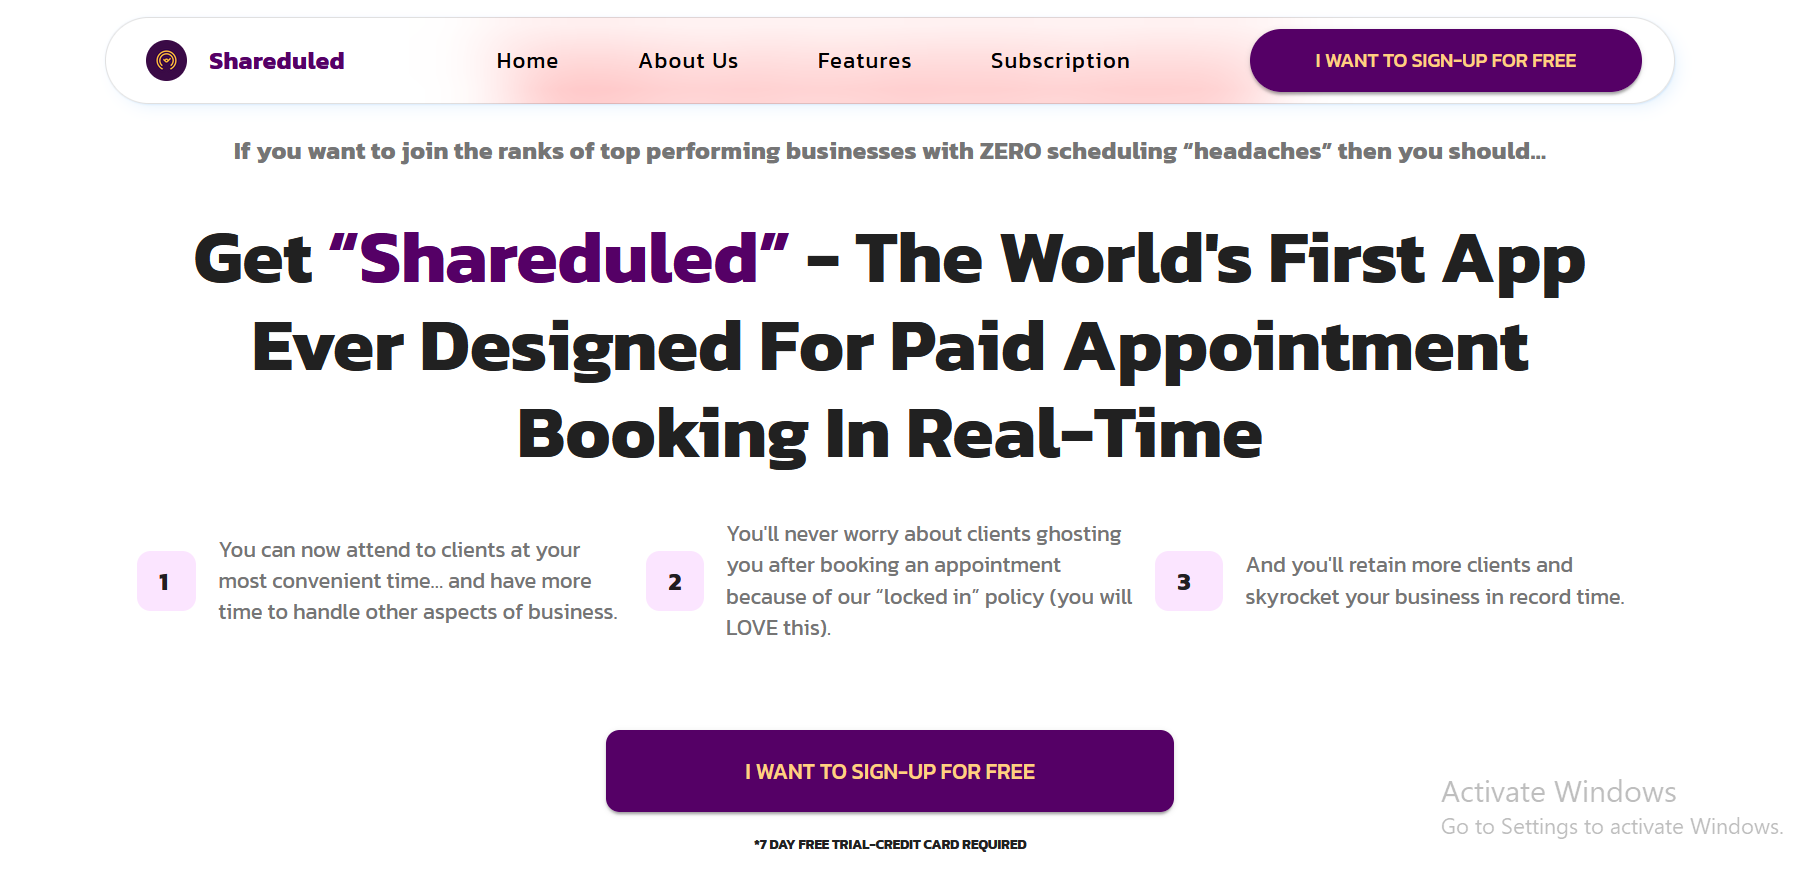 Shareduled
Home
About Us
Features
Subscription
I WANT TO SIGN-UP FOR FREE
If you want to join the ranks of top performing businesses with ZERO scheduling “headaches” then you should...
Get “Shareduled” - The World's First App
Ever Designed For Paid Appointment
Booking In Real-Time
1
You can now attend to clients at your
most convenient time... and have more
time to handle other aspects of business.
2
You'll never worry about clients ghosting
you after booking an appointment
because of our “locked in” policy (you will
LOVE this).
3
And you'll retain more clients and
skyrocket your business in record time.
I WANT TO SIGN-UP FOR FREE
*7 DAY FREE TRIAL-CREDIT CARD REQUIRED
Activate Windows
Go to Settings to activate Windows.